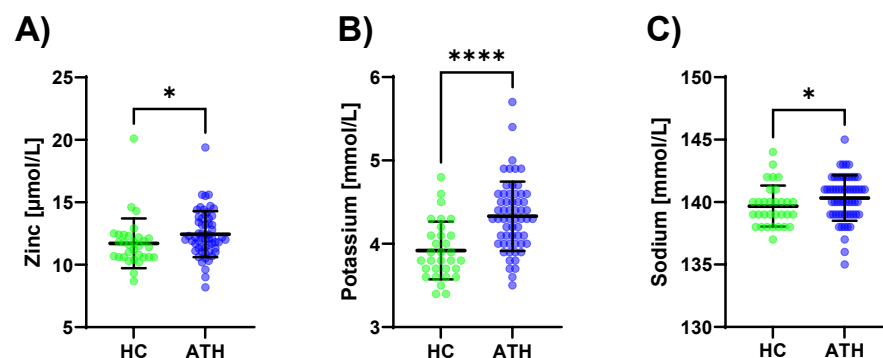 A)
Zinc [µmol/L]
25
20
15
10
5
*
HC
ATH
B)
Potassium [mmol/L]
6
5
4
3
****
HC
ATH
C)
Sodium [mmol/L]
150
145
140
135
130
*
HC
ATH